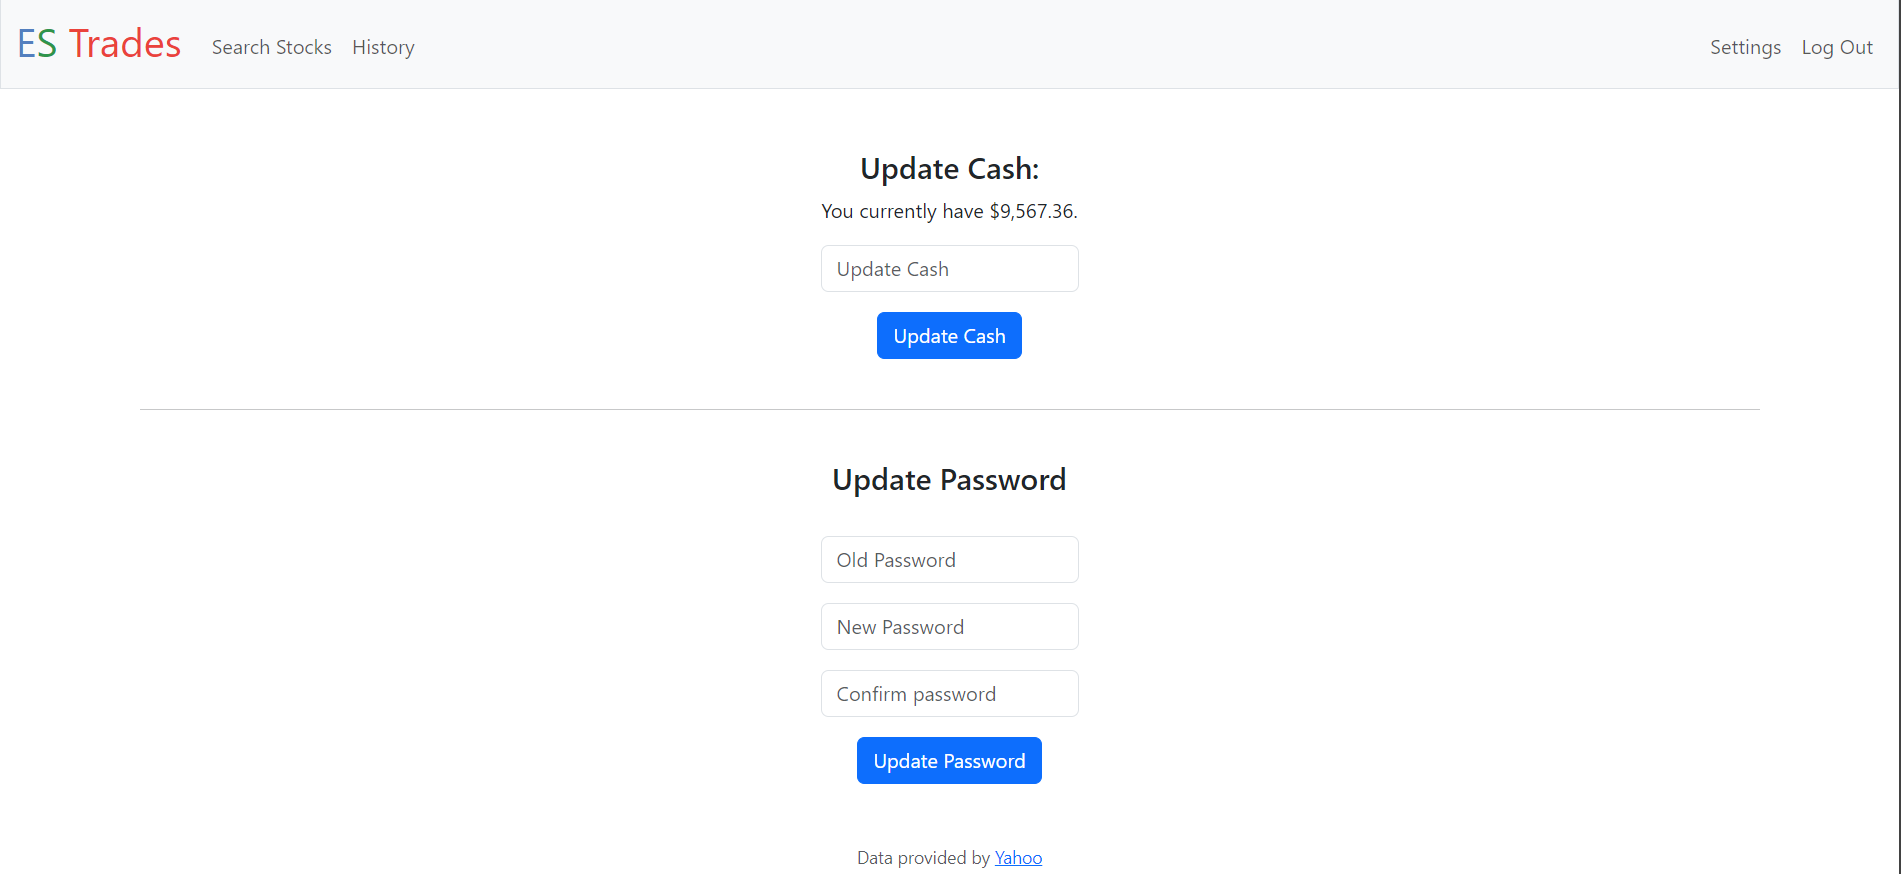 ES Trades Search Stocks History Settings Log Out
Update Cash:
You currently have $9,567.36.
Update Cash
Update Cash
Update Password
Old Password
New Password
Confirm password
Update Password
Data provided by Yahoo